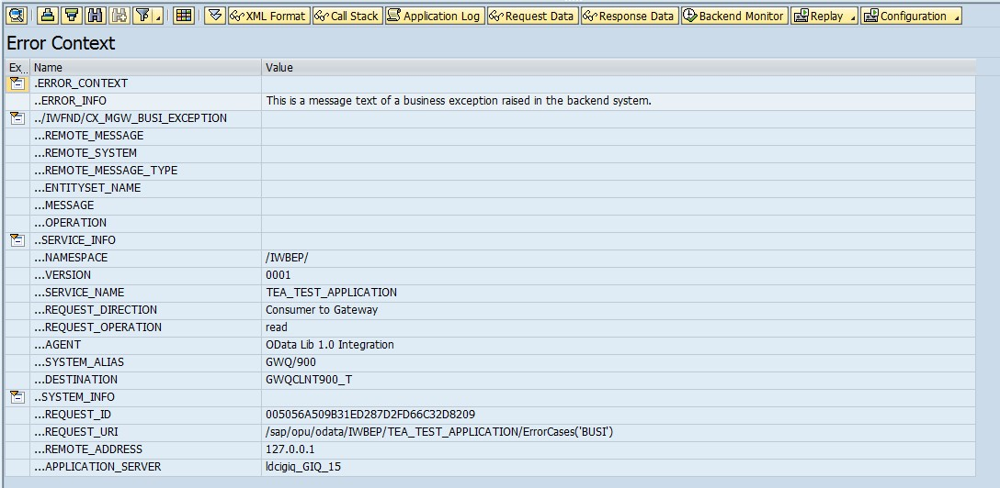 XML Format Call Stack Application Log Request Data Response Data Backend Monitor Replay Configuration
Error Context
Ex.. Name Value
.ERROR_CONTEXT
..ERROR_INFO This is a message text of a business exception raised in the backend system.
../IWFND/CX_MGW_BUSI_EXCEPTION
...REMOTE_MESSAGE
...REMOTE_SYSTEM
...REMOTE_MESSAGE_TYPE
...ENTITYSET_NAME
...MESSAGE
...OPERATION
..SERVICE_INFO
...NAMESPACE /IWBEP/
...VERSION 0001
...SERVICE_NAME TEA_TEST_APPLICATION
...REQUEST_DIRECTION Consumer to Gateway
...REQUEST_OPERATION read
...AGENT OData Lib 1.0 Integration
...SYSTEM_ALIAS GWQ/900
...DESTINATION GWQCLNT900_T
..SYSTEM_INFO
...REQUEST_ID 005056A509B31ED287D2FD66C32D8209
...REQUEST_URI /sap/opu/odata/IWBEP/TEA_TEST_APPLICATION/ErrorCases('BUSI')
...REMOTE_ADDRESS 127.0.0.1
...APPLICATION_SERVER ldcigiq_GIQ_15